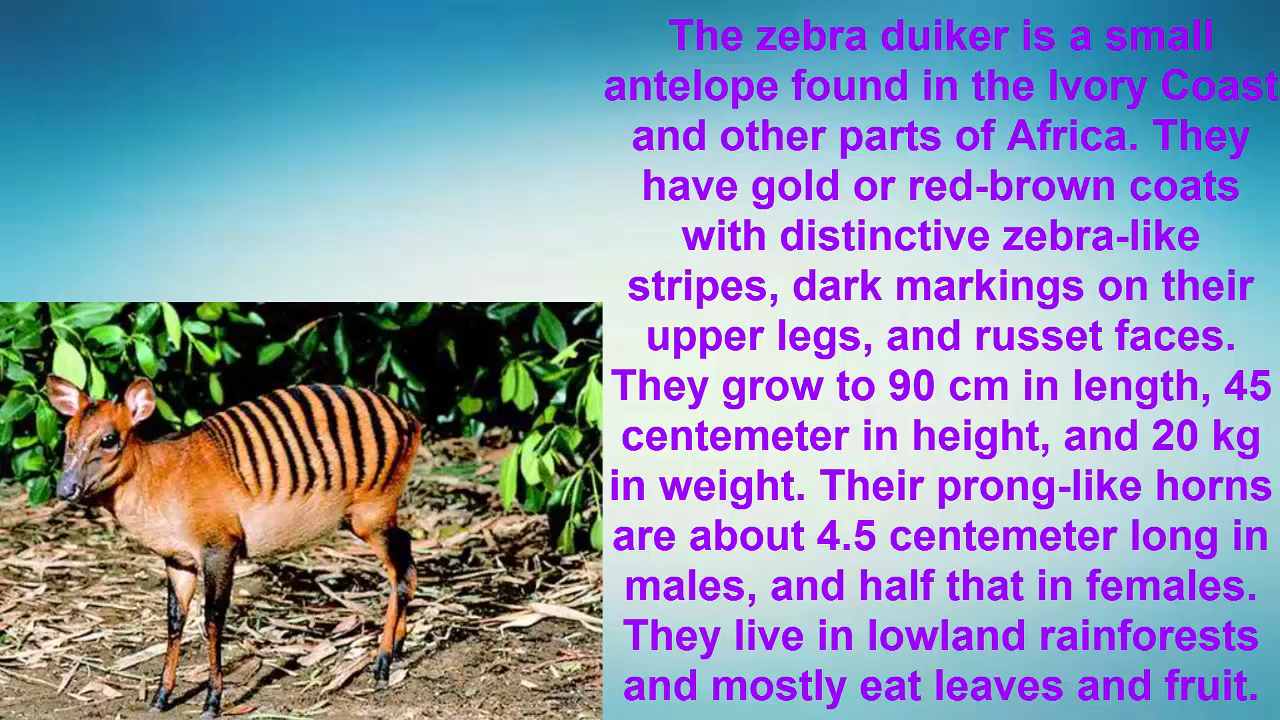 The zebra duiker is a small
antelope found in the Ivory Coast
and other parts of Africa. They
have gold or red-brown coats
with distinctive zebra-like
stripes, dark markings on their
upper legs, and russet faces.
They grow to 90 cm in length, 45
centemeter in height, and 20 kg
in weight. Their prong-like horns
are about 4.5 centemeter long in
males, and half that in females.
They live in lowland rainforests
and mostly eat leaves and fruit.